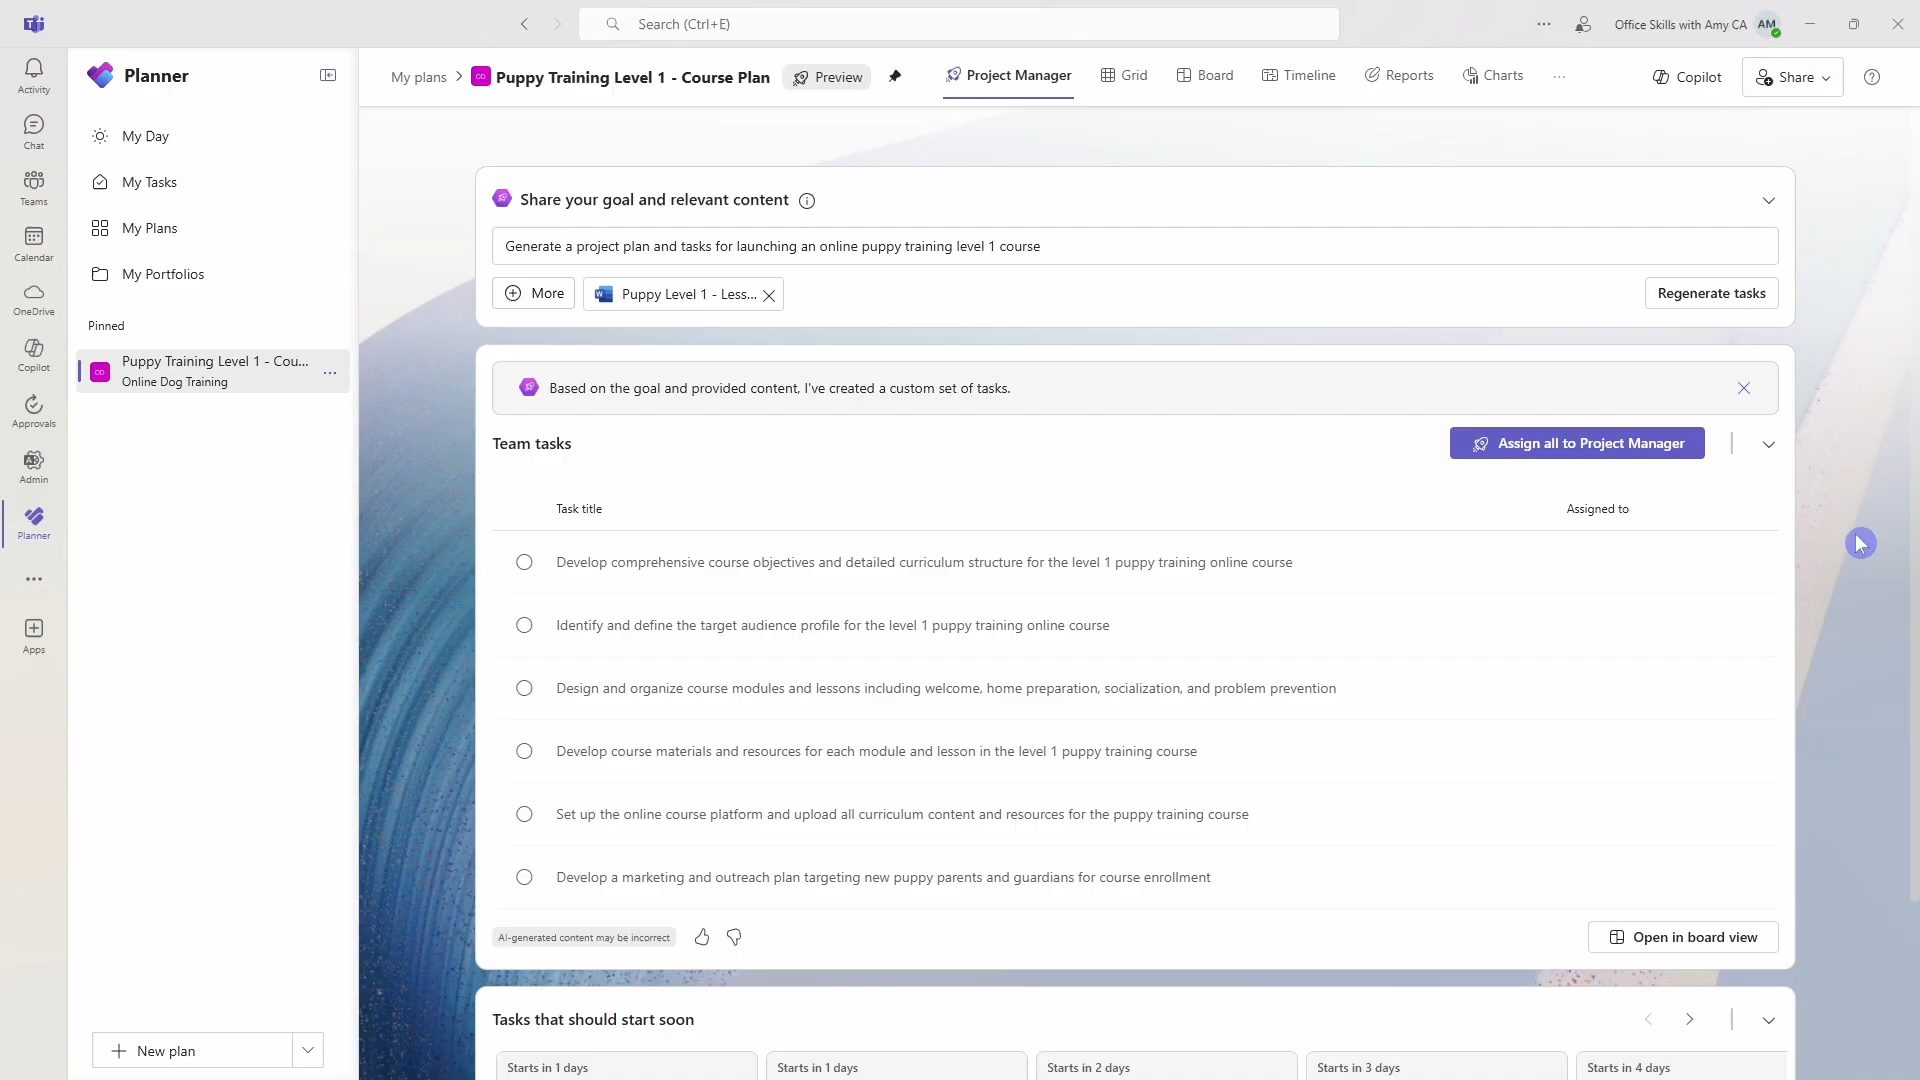 Search (Ctrl+E)
Office Skills with Amy CA
AM
Activity
Chat
Teams
Calendar
OneDrive
Copilot
Approvals
Admin
Planner
Apps
Planner
My Day
My Tasks
My Plans
My Portfolios
Pinned
CD
Puppy Training Level 1 - Cou...
Online Dog Training
New plan
My plans
CD
Puppy Training Level 1 - Course Plan
Preview
Project Manager
Grid
Board
Timeline
Reports
Charts
Copilot
Share
Share your goal and relevant content
Generate a project plan and tasks for launching an online puppy training level 1 course
More
Puppy Level 1 - Less...
Regenerate tasks
Based on the goal and provided content, I've created a custom set of tasks.
Team tasks
Assign all to Project Manager
Task title
Assigned to
Develop comprehensive course objectives and detailed curriculum structure for the level 1 puppy training online course
Identify and define the target audience profile for the level 1 puppy training online course
Design and organize course modules and lessons including welcome, home preparation, socialization, and problem prevention
Develop course materials and resources for each module and lesson in the level 1 puppy training course
Set up the online course platform and upload all curriculum content and resources for the puppy training course
Develop a marketing and outreach plan targeting new puppy parents and guardians for course enrollment
AI-generated content may be incorrect
Open in board view
Tasks that should start soon
Starts in 1 days
Starts in 1 days
Starts in 2 days
Starts in 3 days
Starts in 4 days